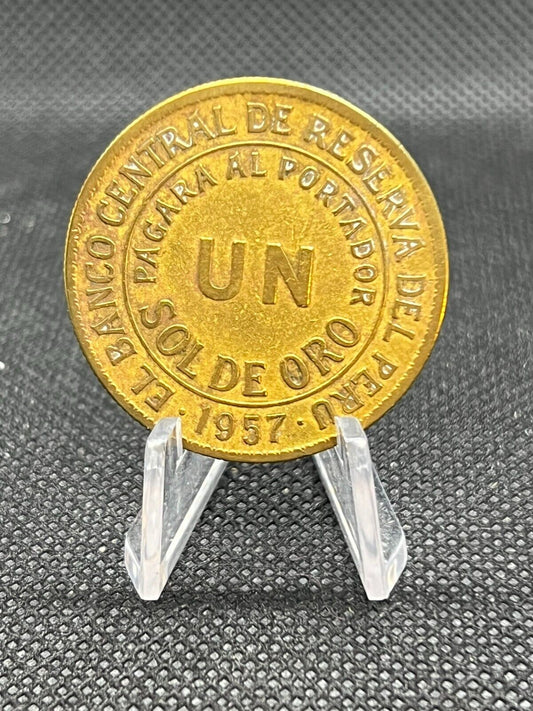 EL BANCO CENTRAL DE RESERVA DEL PERU
PAGARA AL PORTADOR
UN
SOL DE ORO
· 1957 ·